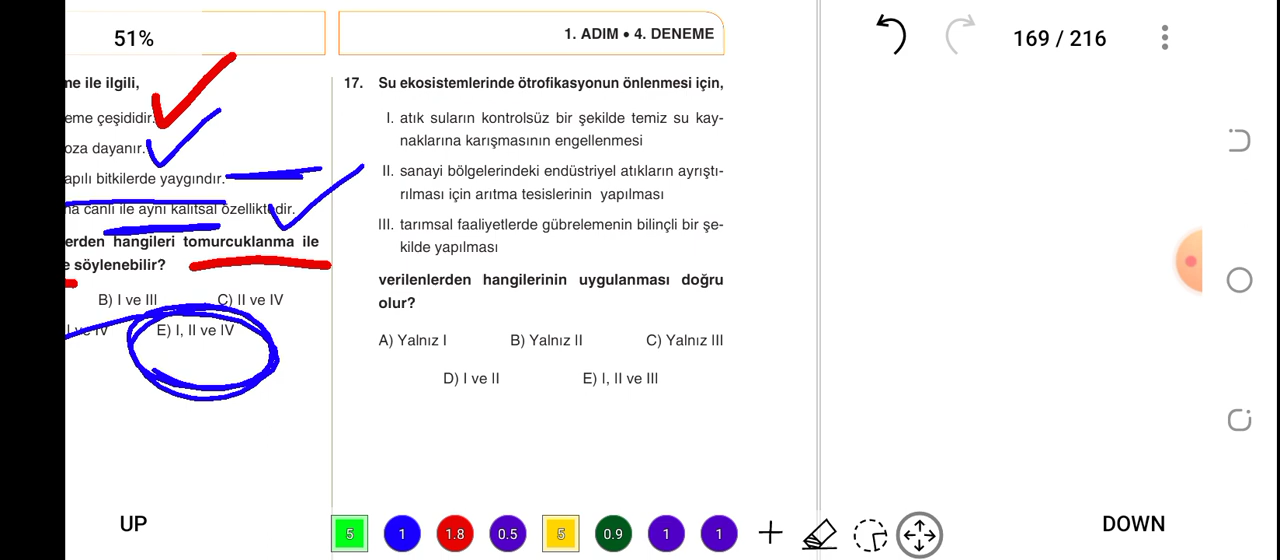 51%
1. ADIM • 4. DENEME
169 / 216
me ile ilgili,
eme çeşididir.
oza dayanır.
apılı bitkilerde yaygındır.
na canlı ile aynı kalıtsal özelliktedir.
erden hangileri tomurcuklanma ile
e söylenebilir?
B) I ve III C) II ve IV
I ve IV E) I, II ve IV
17. Su ekosistemlerinde ötrofikasyonun önlenmesi için,
I. atık suların kontrolsüz bir şekilde temiz su kay-
naklarına karışmasının engellenmesi
II. sanayi bölgelerindeki endüstriyel atıkların ayrıştı-
rılması için arıtma tesislerinin yapılması
III. tarımsal faaliyetlerde gübrelemenin bilinçli bir şe-
kilde yapılması
verilenlerden hangilerinin uygulanması doğru
olur?
A) Yalnız I B) Yalnız II C) Yalnız III
D) I ve II E) I, II ve III
UP
5 1 1.8 0.5 5 0.9 1 1
DOWN